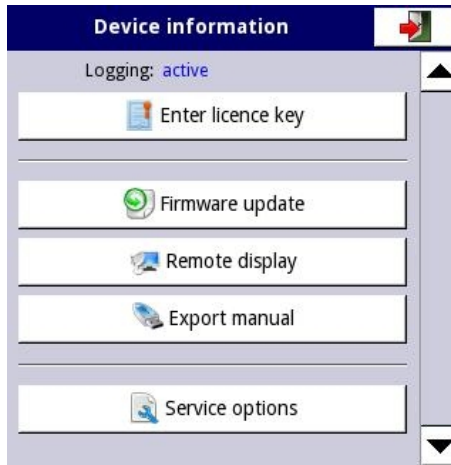 Device information
Logging: active
Enter licence key
Firmware update
Remote display
Export manual
Service options